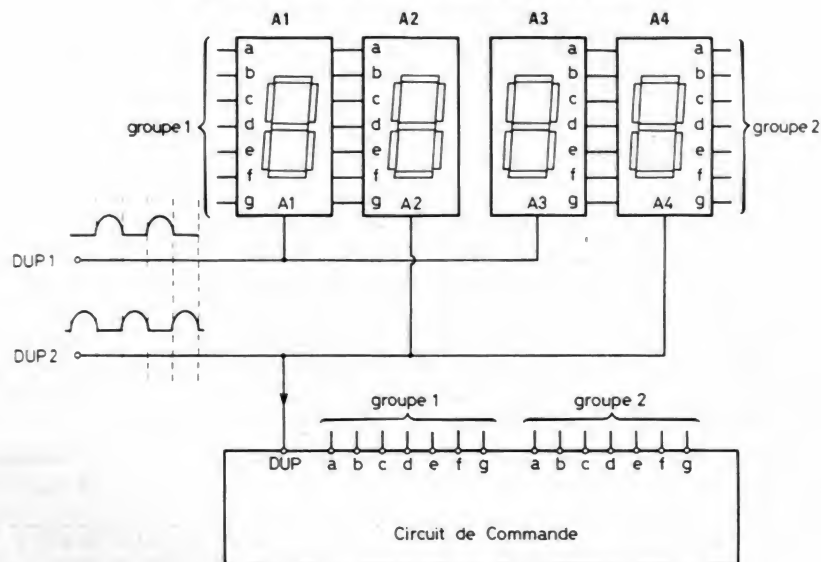 A1 A2 A3 A4
a a a a
b b b b
c c c c
groupe 1 d d d d groupe 2
e e e e
f f f f
g A1 A2 g A3 g g A4
DUP 1
DUP 2
groupe 1 groupe 2
DUP a b c d e f g a b c d e f g
Circuit de Commande